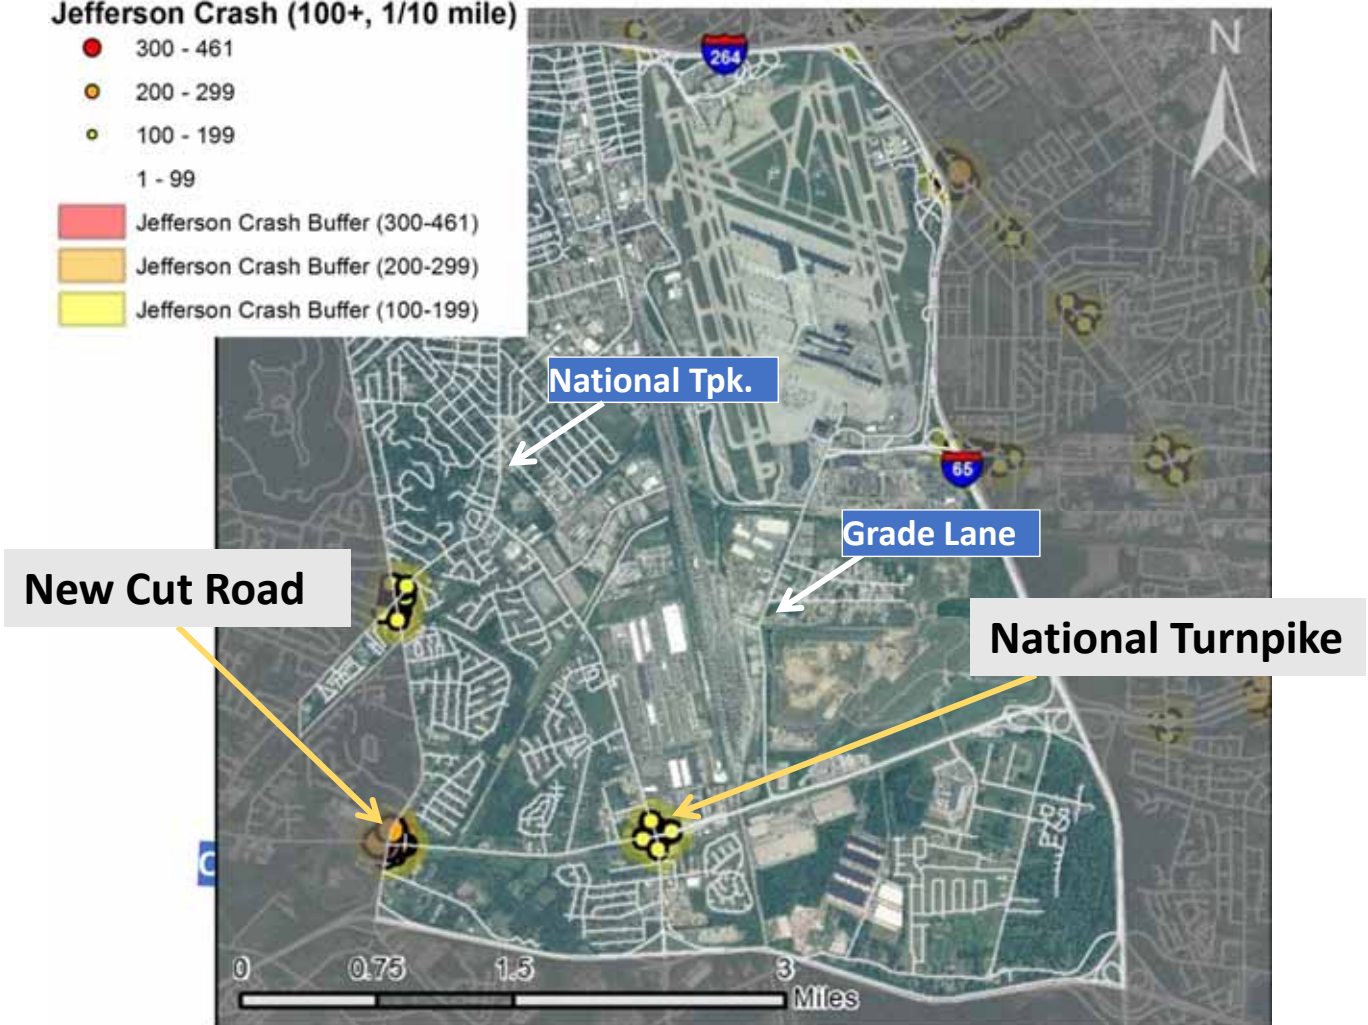 Jefferson Crash (100+, 1/10 mile)
300 - 461
200 - 299
100 - 199
1 - 99
Jefferson Crash Buffer (300-461)
Jefferson Crash Buffer (200-299)
Jefferson Crash Buffer (100-199)
264
N
National Tpk.
65
Grade Lane
New Cut Road
National Turnpike
0 0.75 1.5 3
Miles